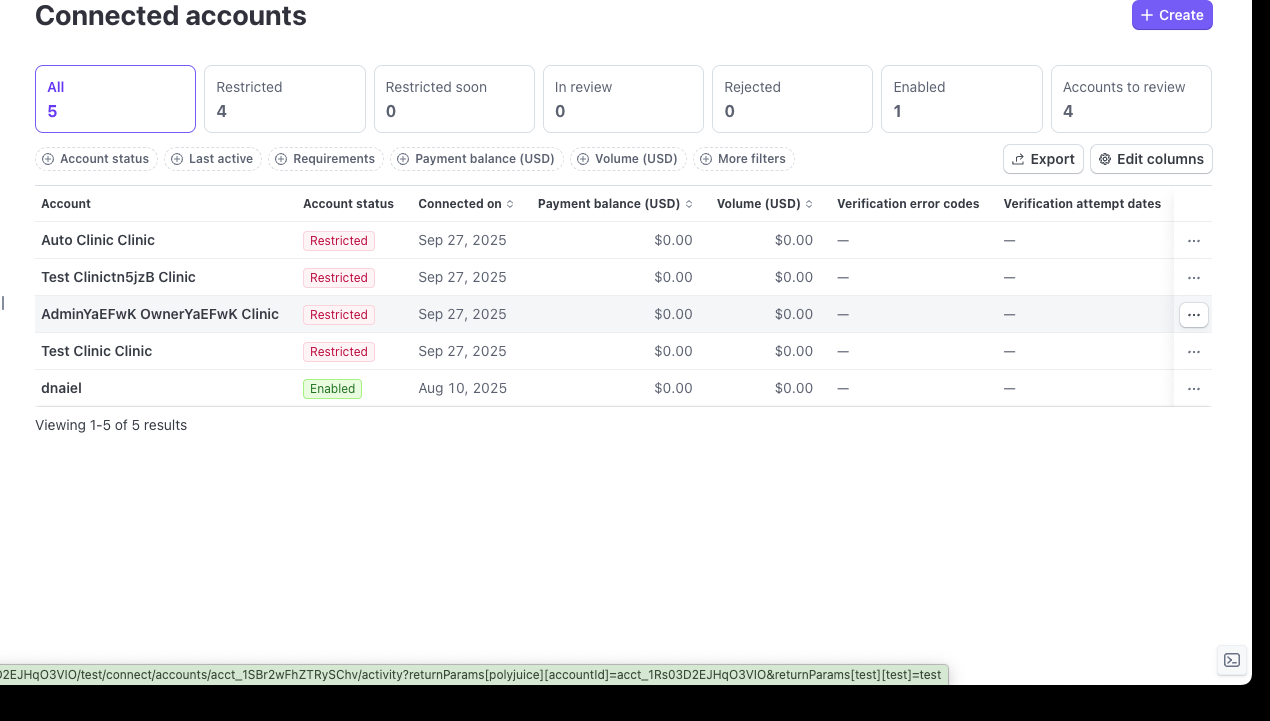 Connected accounts
Create
All
5
Restricted
4
Restricted soon
0
In review
0
Rejected
0
Enabled
1
Accounts to review
4
Account status Last active Requirements Payment balance (USD) Volume (USD) More filters
Export Edit columns
Account Account status Connected on Payment balance (USD) Volume (USD) Verification error codes Verification attempt dates
Auto Clinic Clinic Restricted Sep 27, 2025 $0.00 $0.00 — — ...
Test Clinictn5jzB Clinic Restricted Sep 27, 2025 $0.00 $0.00 — — ...
AdminYaEFwK OwnerYaEFwK Clinic Restricted Sep 27, 2025 $0.00 $0.00 — — ...
Test Clinic Clinic Restricted Sep 27, 2025 $0.00 $0.00 — — ...
dnaiel Enabled Aug 10, 2025 $0.00 $0.00 — — ...
Viewing 1-5 of 5 results
D2EJHqO3VIO/test/connect/accounts/acct_1SBr2wFhZTRySChv/activity?returnParams[polyjuice][accountId]=acct_1Rs03D2EJHqO3VIO&returnParams[test][test]=test